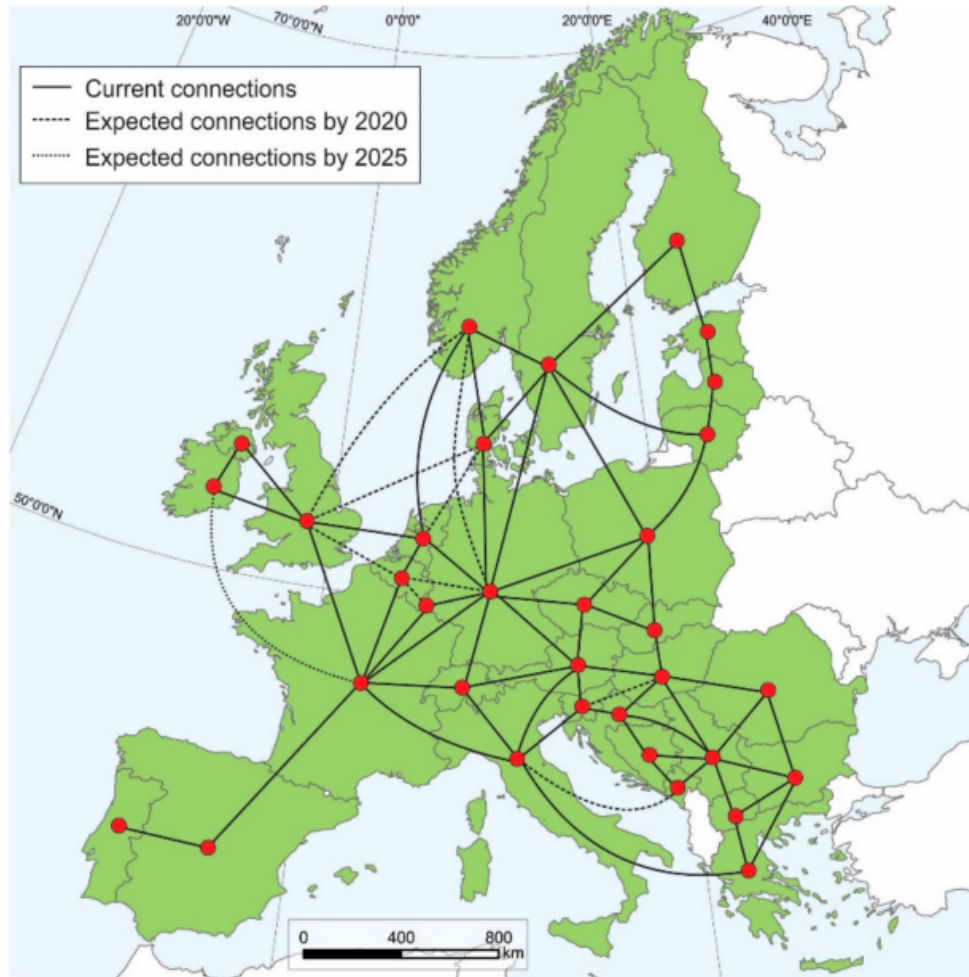 20°0'0"W
70°0'0"N
0°0'0"
20°0'0"E
40°0'0"E
Current connections
Expected connections by 2020
Expected connections by 2025
50°0'0"N
0 400 800
km